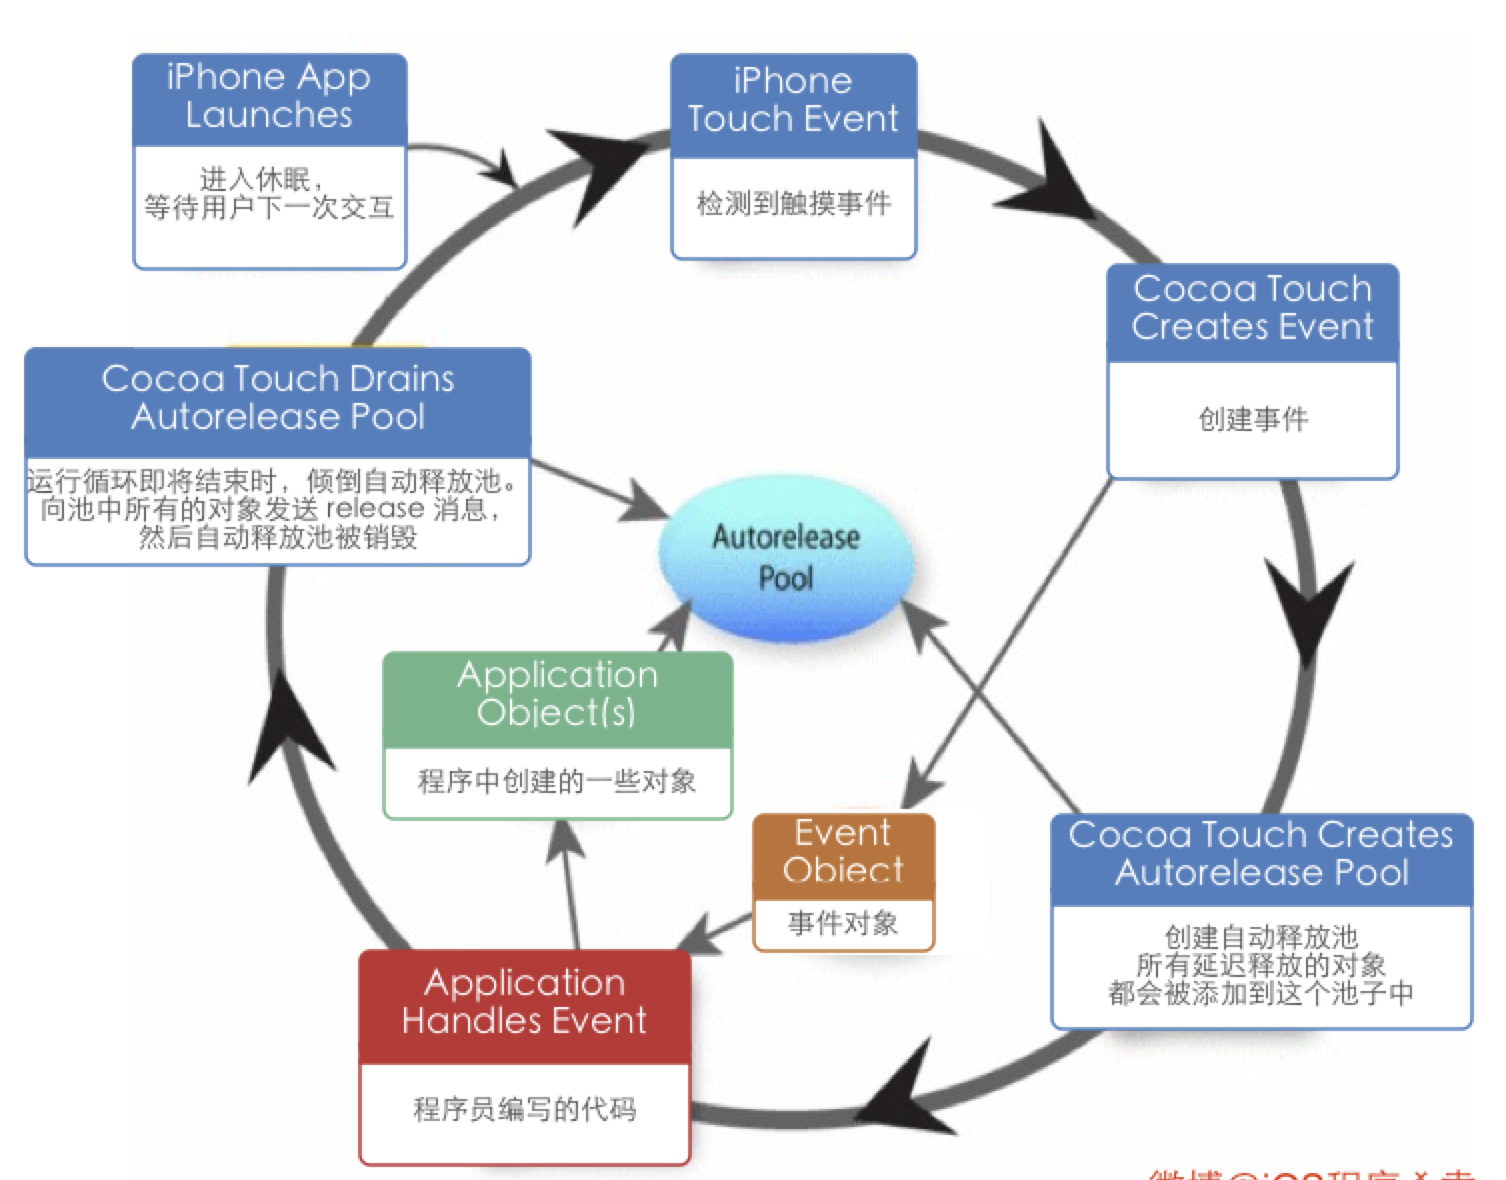 iPhone App
Launches
进入休眠，
等待用户下一次交互
iPhone
Touch Event
检测到触摸事件
Cocoa Touch
Creates Event
创建事件
Cocoa Touch Drains
Autorelease Pool
运行循环即将结束时，倾倒自动释放池。
向池中所有的对象发送 release 消息，
然后自动释放池被销毁
Autorelease
Pool
Application
Object(s)
程序中创建的一些对象
Event
Object
事件对象
Cocoa Touch Creates
Autorelease Pool
创建自动释放池
所有延迟释放的对象
都会被添加到这个池子中
Application
Handles Event
程序员编写的代码